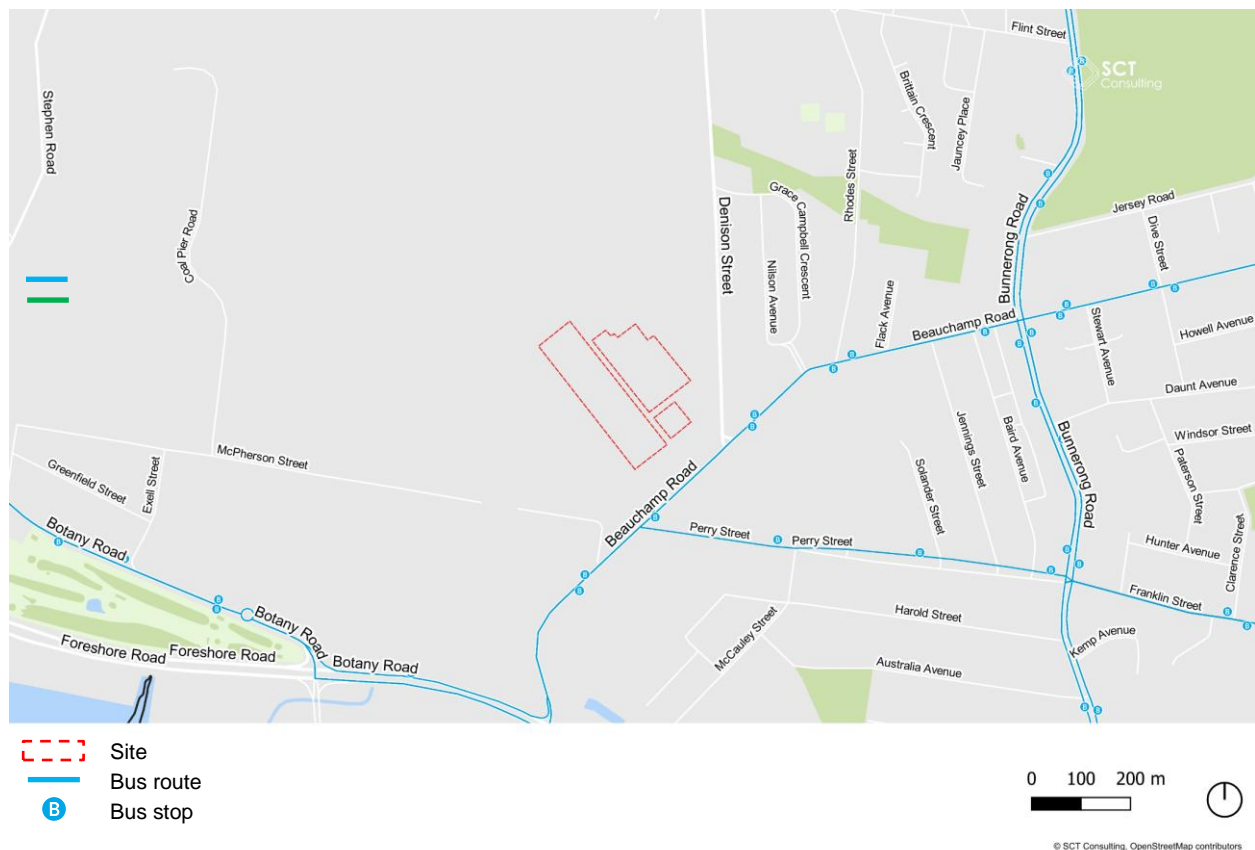 Flint Street
SCT
Consulting
Stephen Road
Brittain Crescent
Jauncey Place
Rhodes Street
Grace Campbell Crescent
Jersey Road
Dive Street
Coal Pier Road
Denison Street
Nilson Avenue
Bunnerong Road
Flack Avenue
Beauchamp Road
Stewart Avenue
Howell Avenue
Daunt Avenue
Windsor Street
Jennings Street
Baird Avenue
Bunnerong Road
Paterson Street
Solander Street
McPherson Street
Greenfield Street
Exell Street
Beauchamp Road
Perry Street
Perry Street
Hunter Avenue
Clarence Street
Botany Road
Franklin Street
Botany Road
Harold Street
Kemp Avenue
McCauley Street
Foreshore Road
Foreshore Road
Botany Road
Australia Avenue
Site
Bus route
B Bus stop
0 100 200 m
© SCT Consulting, OpenStreetMap contributors